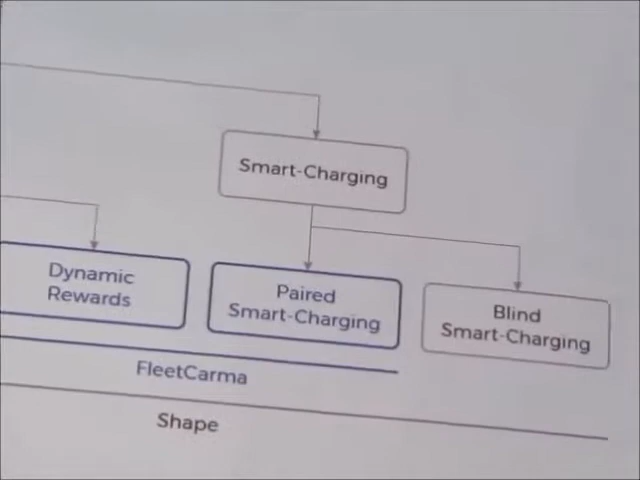 Smart-Charging
Dynamic
Rewards
Paired
Smart-Charging
Blind
Smart-Charging
FleetCarma
Shape